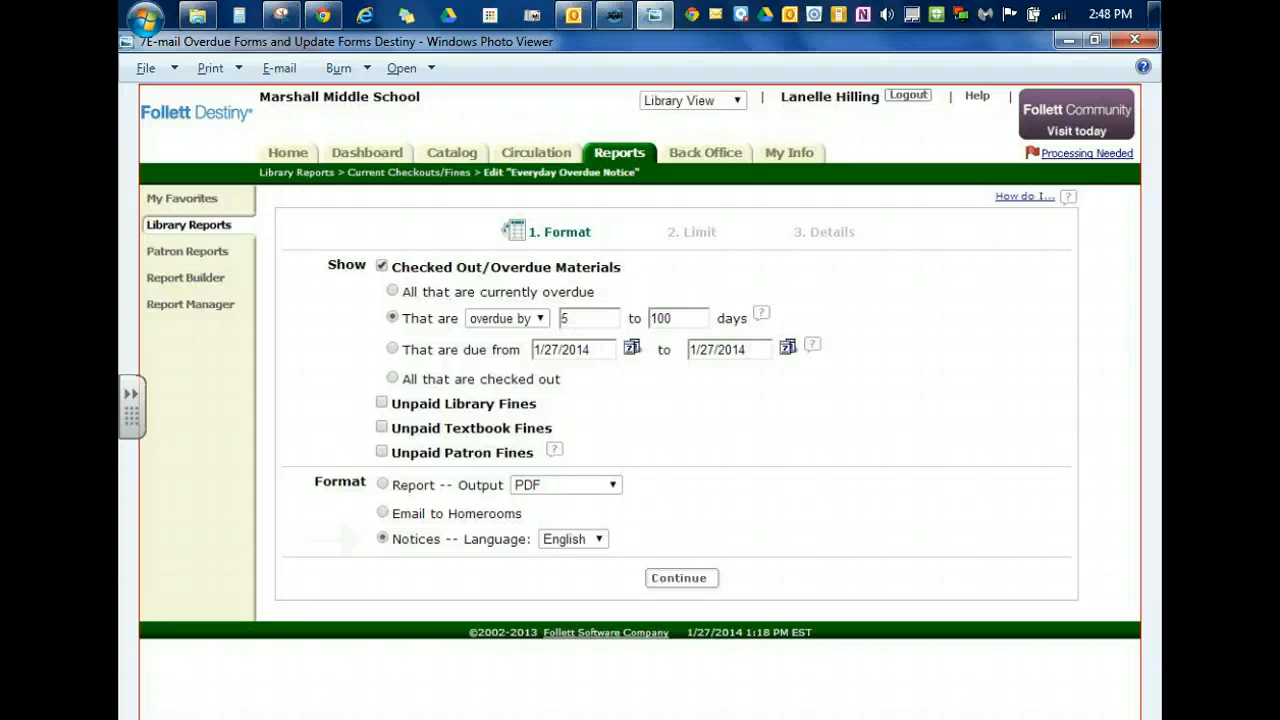 2:48 PM
7E-mail Overdue Forms and Update Forms Destiny - Windows Photo Viewer
File Print E-mail Burn Open
Marshall Middle School Library View | Lanelle Hilling Logout Help |
Follett Destiny
Follett Community
Visit today
Home Dashboard Catalog Circulation Reports Back Office My Info
Processing Needed
Library Reports > Current Checkouts/Fines > Edit "Everyday Overdue Notice"
My Favorites
How do I... ?
Library Reports
Patron Reports
Report Builder
Report Manager
1. Format 2. Limit 3. Details
Show Checked Out/Overdue Materials
All that are currently overdue
That are overdue by 5 to 100 days ?
That are due from 1/27/2014 to 1/27/2014 ?
All that are checked out
Unpaid Library Fines
Unpaid Textbook Fines
Unpaid Patron Fines ?
Format Report -- Output PDF
Email to Homerooms
Notices -- Language: English
Continue
©2002-2013 Follett Software Company 1/27/2014 1:18 PM EST